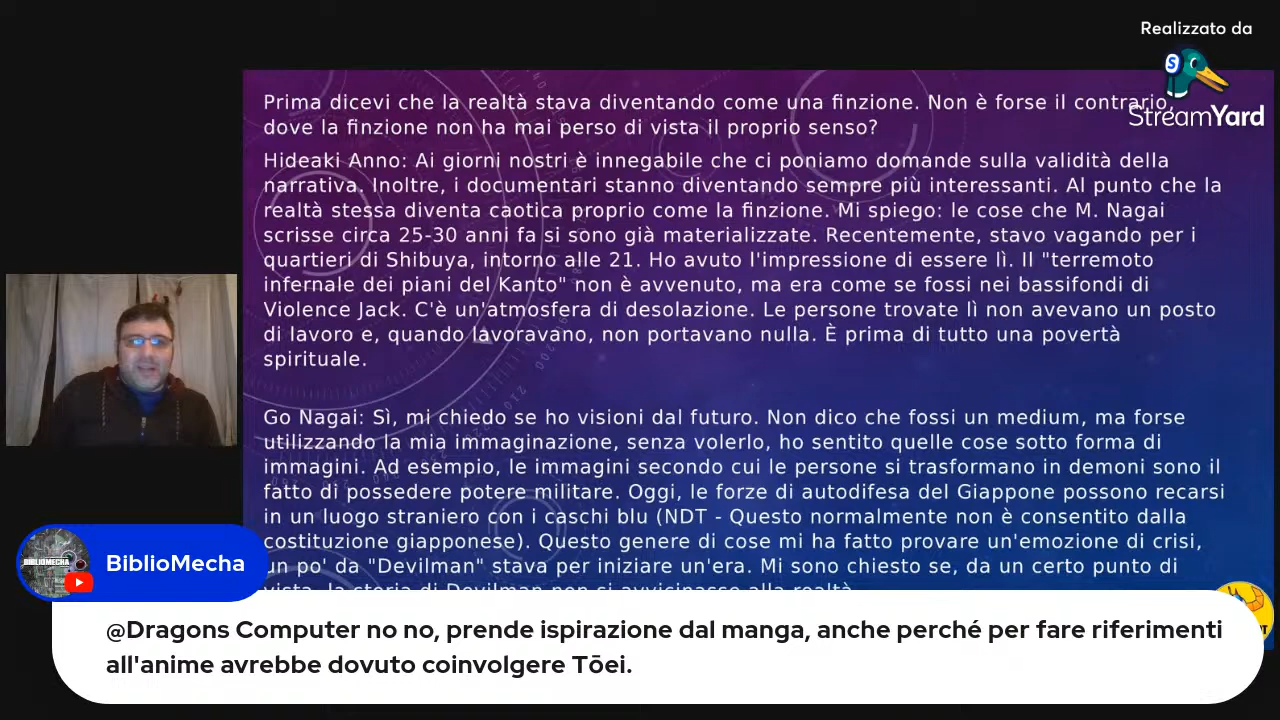 Realizzato da
StreamYard
Prima dicevi che la realtà stava diventando come una finzione. Non è forse il contrario,
dove la finzione non ha mai perso di vista il proprio senso?
Hideaki Anno: Ai giorni nostri è innegabile che ci poniamo domande sulla validità della
narrativa. Inoltre, i documentari stanno diventando sempre più interessanti. Al punto che la
realtà stessa diventa caotica proprio come la finzione. Mi spiego: le cose che M. Nagai
scrisse circa 25-30 anni fa si sono già materializzate. Recentemente, stavo vagando per i
quartieri di Shibuya, intorno alle 21. Ho avuto l'impressione di essere lì. Il "terremoto
infernale dei piani del Kanto" non è avvenuto, ma era come se fossi nei bassifondi di
Violence Jack. C'è un'atmosfera di desolazione. Le persone trovate lì non avevano un posto
di lavoro e, quando lavoravano, non portavano nulla. È prima di tutto una povertà
spirituale.
Go Nagai: Sì, mi chiedo se ho visioni dal futuro. Non dico che fossi un medium, ma forse
utilizzando la mia immaginazione, senza volerlo, ho sentito quelle cose sotto forma di
immagini. Ad esempio, le immagini secondo cui le persone si trasformano in demoni sono il
fatto di possedere potere militare. Oggi, le forze di autodifesa del Giappone possono recarsi
in un luogo straniero con i caschi blu (NDT - Questo normalmente non è consentito dalla
costituzione giapponese). Questo genere di cose mi ha fatto provare un'emozione di crisi,
un po' da "Devilman" stava per iniziare un'era. Mi sono chiesto se, da un certo punto di
vista, la storia di Devilman non si avvicinasse alla realtà.
BIBLIOMECHA
BiblioMecha
@Dragons Computer no no, prende ispirazione dal manga, anche perché per fare riferimenti
all'anime avrebbe dovuto coinvolgere Tōei.